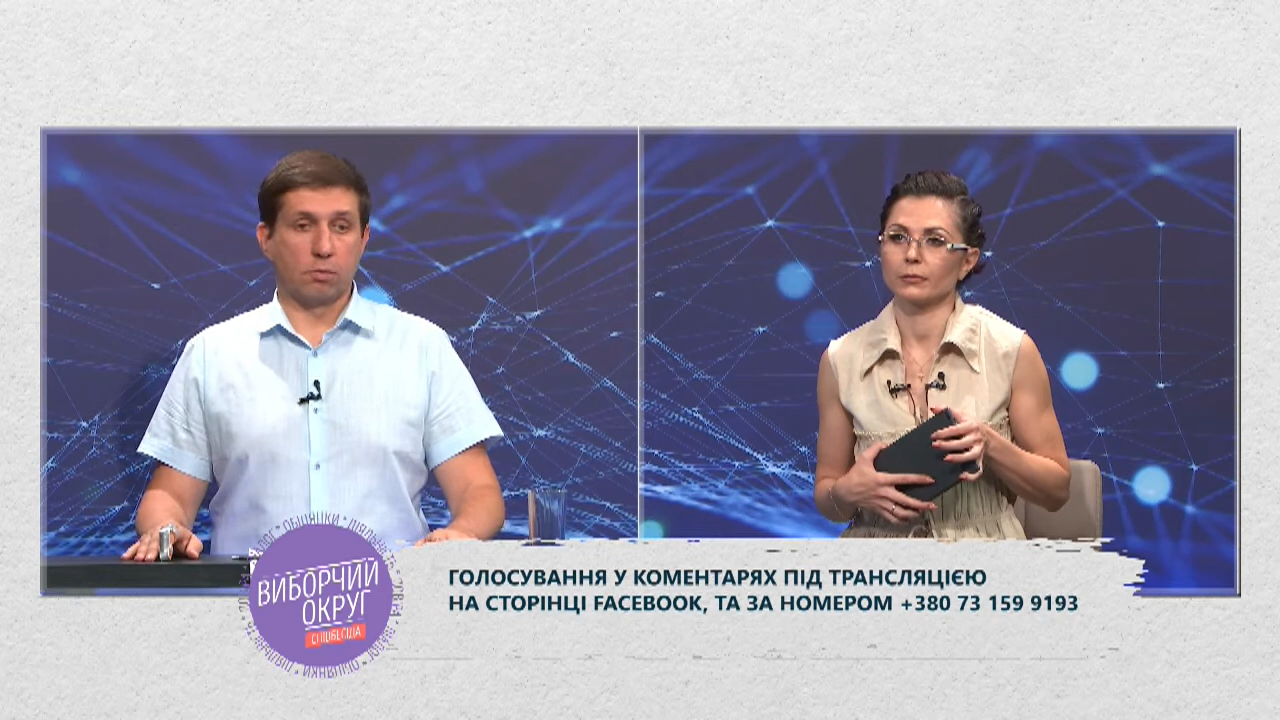 ГОЛОСУВАННЯ У КОМЕНТАРЯХ ПІД ТРАНСЛЯЦІЄЮ
НА СТОРІНЦІ FACEBOOK, ТА ЗА НОМЕРОМ +380 73 159 9193
ВИБОРЧИЙ
ОКРУГ